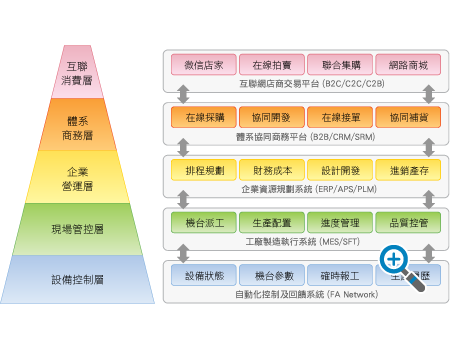 互聯
消費層
微信店家
在線拍賣
聯合集購
網路商城
互聯網店商交易平台 (B2C/C2C/C2B)
體系
商務層
在線採購
協同開發
在線接單
協同補貨
體系協同商務平台 (B2B/CRM/SRM)
企業
營運層
排程規劃
財務成本
設計開發
進銷產存
企業資源規劃系統 (ERP/APS/PLM)
現場管控層
機台派工
生產配置
進度管理
品質控管
工廠製造執行系統 (MES/SFT)
設備控制層
設備狀態
機台參數
確時報工
歷
自動化控制及回饋系統 (FA Network)